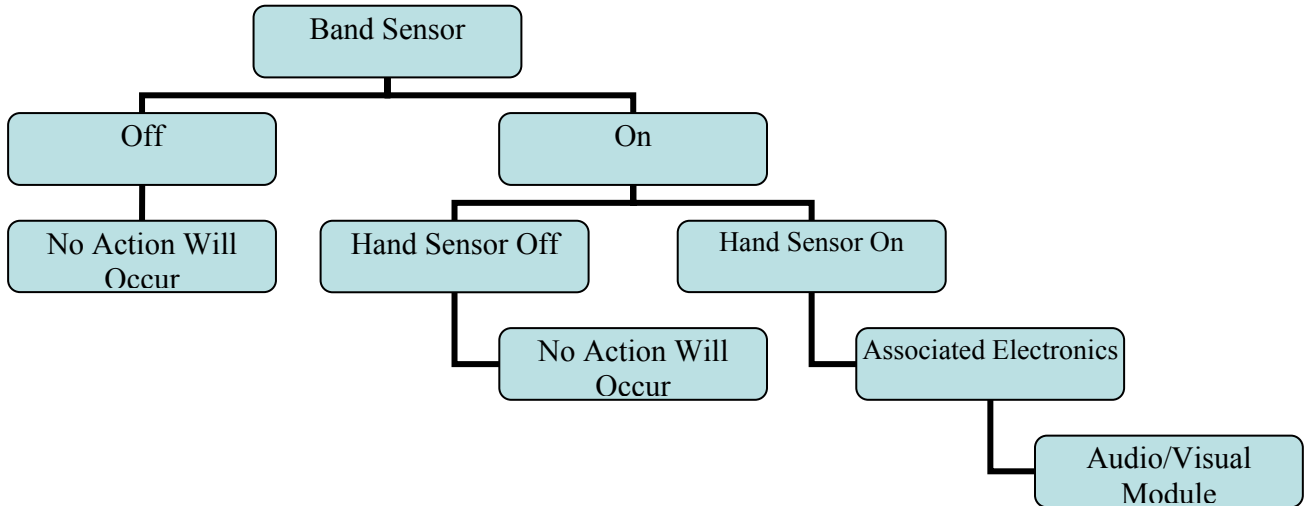 Band Sensor
Off
On
No Action Will
Occur
Hand Sensor Off
Hand Sensor On
No Action Will
Occur
Associated Electronics
Audio/Visual
Module